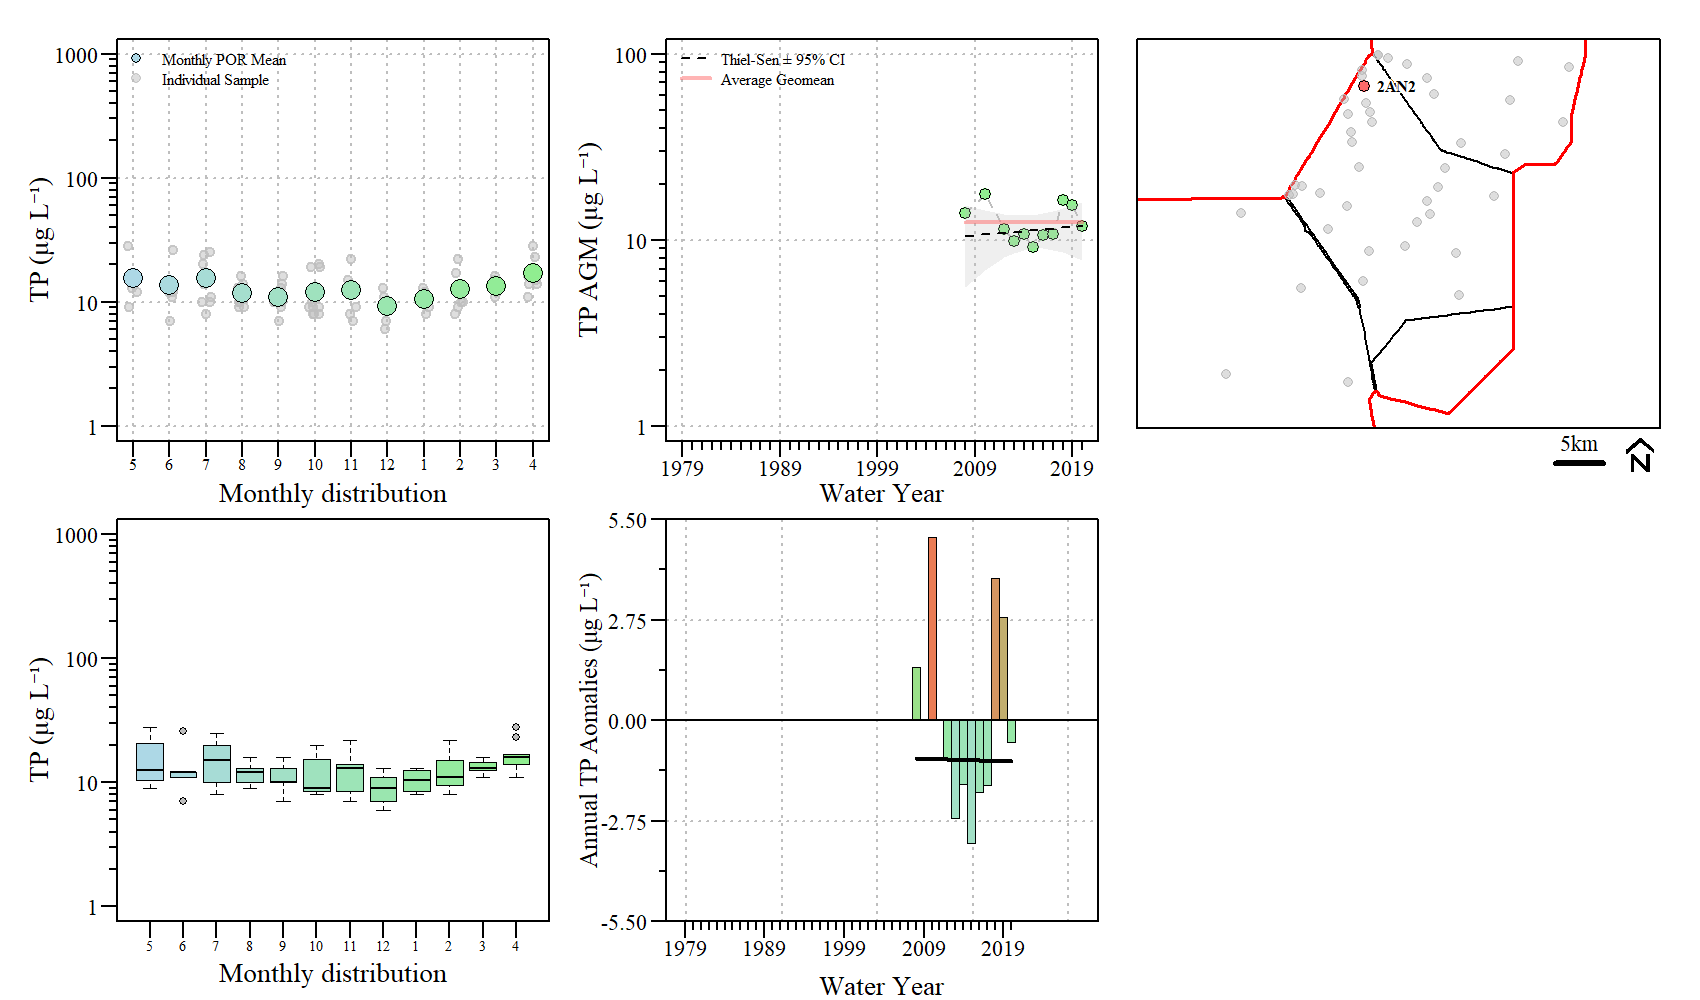 1000
100
10
1
TP (µg L⁻¹)
Monthly POR Mean
Individual Sample
5 6 7 8 9 10 11 12 1 2 3 4
Monthly distribution
100
10
1
TP AGM (µg L⁻¹)
Thiel-Sen ± 95% CI
Average Geomean
1979 1989 1999 2009 2019
Water Year
2AN2
5km
N
1000
100
10
1
TP (µg L⁻¹)
5 6 7 8 9 10 11 12 1 2 3 4
Monthly distribution
5.50
2.75
0.00
-2.75
-5.50
Annual TP Aomalies (µg L⁻¹)
1979 1989 1999 2009 2019
Water Year